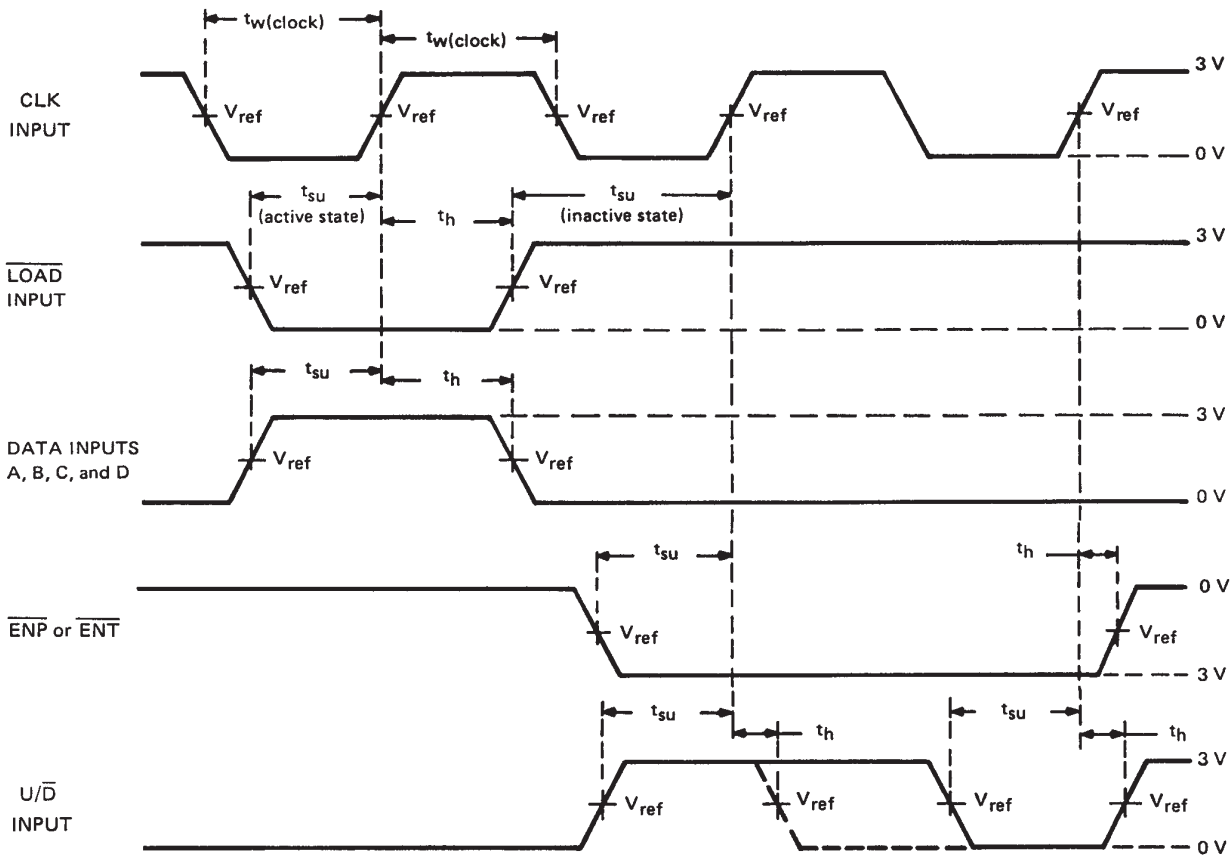 tw(clock)
tw(clock)
3 V
CLK
INPUT
Vref
Vref
Vref
Vref
Vref
0 V
tsu
(active state)
th
tsu
(inactive state)
3 V
LOAD
INPUT
Vref
Vref
0 V
tsu
th
3 V
DATA INPUTS
A, B, C, and D
Vref
Vref
0 V
tsu
th
0 V
ENP or ENT
Vref
Vref
3 V
tsu
th
tsu
th
3 V
U/D
INPUT
Vref
Vref
Vref
Vref
0 V